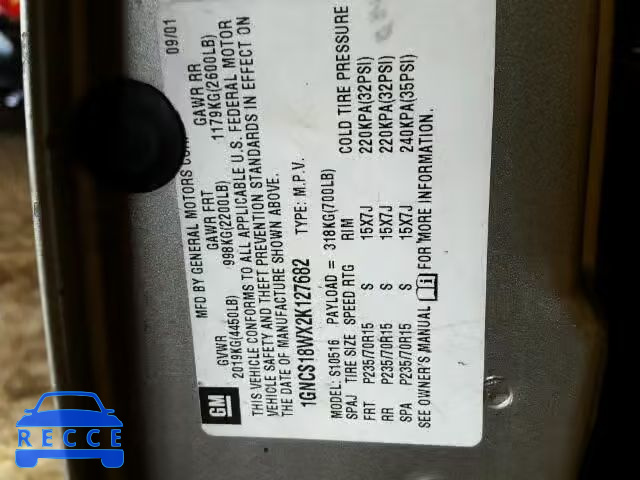 MFD BY GENERAL MOTORS COR
09/01
GVWR GAWR FRT GAWR RR
2019KG(4450LB) 998KG(2200LB) 1179KG(2600LB)
THIS VEHICLE CONFORMS TO ALL APPLICABLE U.S. FEDERAL MOTOR
VEHICLE SAFETY AND THEFT PREVENTION STANDARDS IN EFFECT ON
THE DATE OF MANUFACTURE SHOWN ABOVE.
1GNCS18WX2K127682 TYPE: M.P.V.
MODEL: S10516 PAYLOAD = 318KG(700LB)
SPAJ TIRE SIZE SPEED RTG RIM COLD TIRE PRESSURE
FRT P235/70R15 S 15X7J 220KPA(32PSI)
RR P235/70R15 S 15X7J 220KPA(32PSI)
SPA P235/70R15 S 15X7J 240KPA(35PSI)
SEE OWNER'S MANUAL FOR MORE INFORMATION.
GM
RECCE